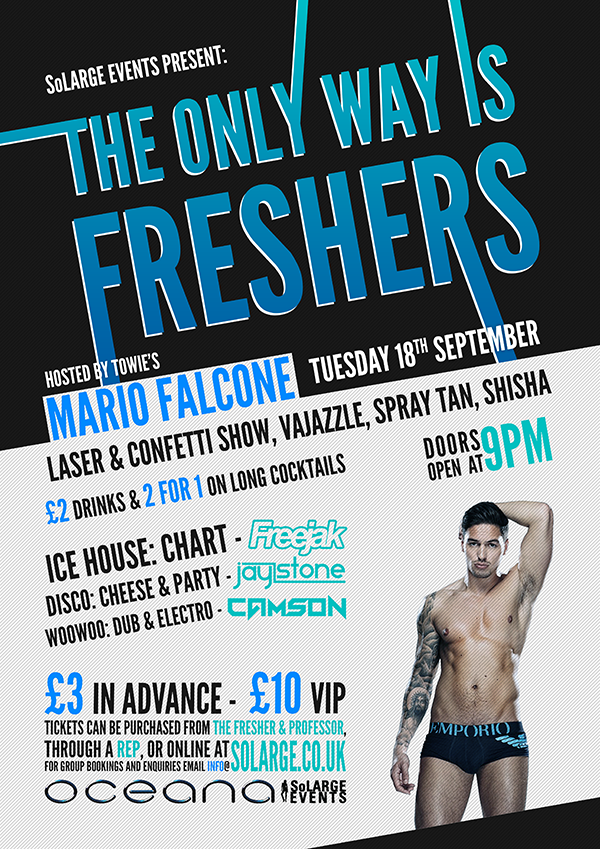 SoLARGE EVENTS PRESENT:
THE ONLY WAY IS
FRESHERS
HOSTED BY TOWIE'S
MARIO FALCONE
TUESDAY 18TH SEPTEMBER
LASER & CONFETTI SHOW, VAJAZZLE, SPRAY TAN, SHISHA
£2 DRINKS & 2 FOR 1 ON LONG COCKTAILS
DOORS OPEN AT 9PM
ICE HOUSE: CHART - Freejak
DISCO: CHEESE & PARTY - jaylstone
WOOWOO: DUB & ELECTRO - CAMSON
£3 IN ADVANCE - £10 VIP
TICKETS CAN BE PURCHASED FROM THE FRESHER & PROFESSOR,
THROUGH A REP, OR ONLINE AT SOLARGE.CO.UK
FOR GROUP BOOKINGS AND ENQUIRIES EMAIL INFO@
oceana SoLARGE EVENTS
EMPORIO